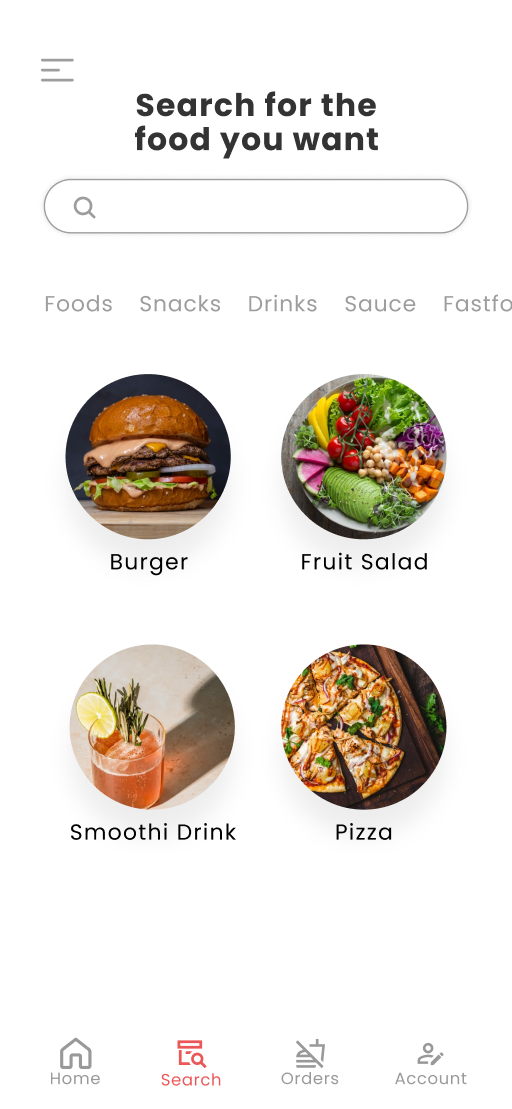 Search for the
food you want
Foods Snacks Drinks Sauce Fastfo
Burger
Fruit Salad
Smoothi Drink
Pizza
Home
Search
Orders
Account